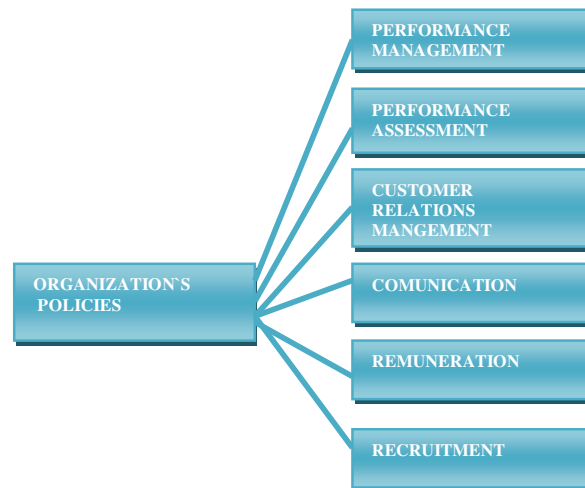 PERFORMANCE
MANAGEMENT
PERFORMANCE
ASSESSMENT
CUSTOMER
RELATIONS
MANGEMENT
ORGANIZATION`S
POLICIES
COMUNICATION
REMUNERATION
RECRUITMENT